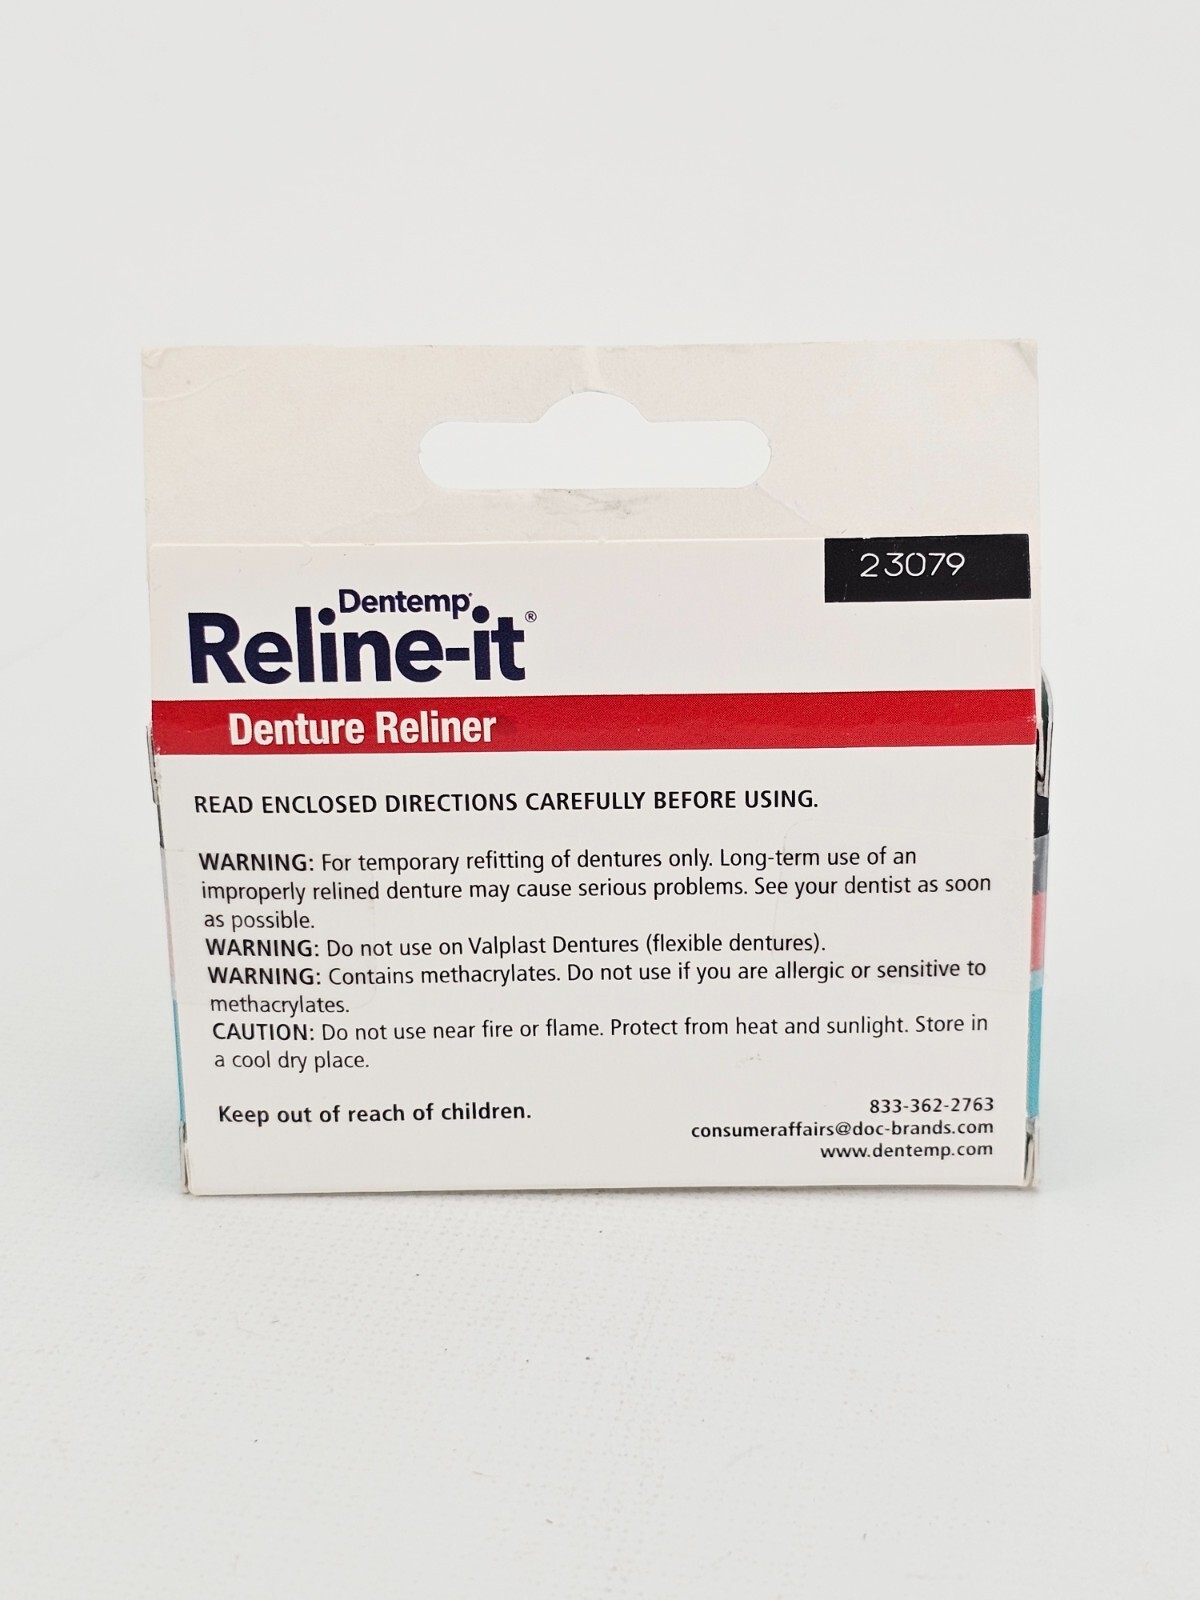 23079
Dentemp®
Reline-it®
Denture Reliner
READ ENCLOSED DIRECTIONS CAREFULLY BEFORE USING.
WARNING: For temporary refitting of dentures only. Long-term use of an
improperly relined denture may cause serious problems. See your dentist as soon
as possible.
WARNING: Do not use on Valplast Dentures (flexible dentures).
WARNING: Contains methacrylates. Do not use if you are allergic or sensitive to
methacrylates.
CAUTION: Do not use near fire or flame. Protect from heat and sunlight. Store in
a cool dry place.
Keep out of reach of children.
833-362-2763
consumeraffairs@doc-brands.com
www.dentemp.com